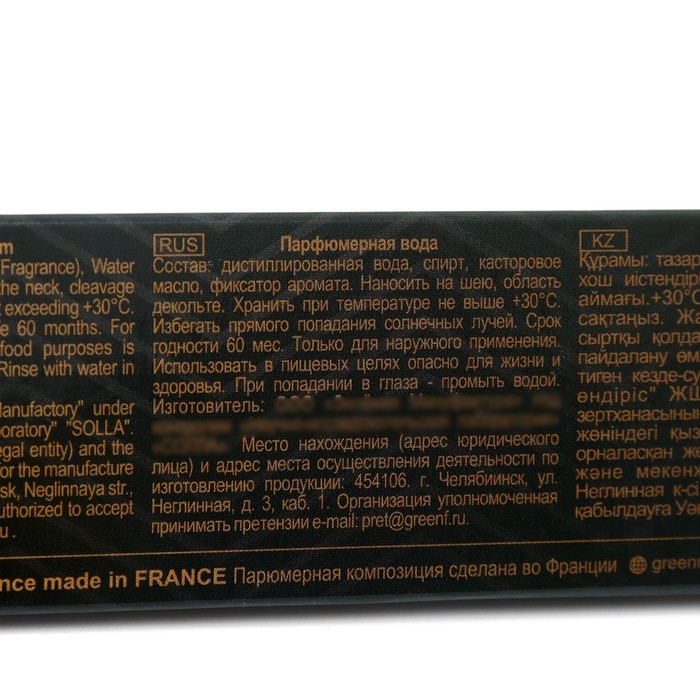 m
Fragrance), Water
the neck, cleavage
t exceeding +30°C.
e 60 months. For
food purposes is
Rinse with water in
Manufactory" under
boratory" "SOLLA".
legal entity) and the
for the manufacture
sk, Neglinnaya str.,
uthorized to accept
u.
RUS
Парфюмерная вода
Состав: дистиллированная вода, спирт, касторовое
масло, фиксатор аромата. Наносить на шею, область
декольте. Хранить при температуре не выше +30°С.
Избегать прямого попадания солнечных лучей. Срок
годности 60 мес. Только для наружного применения.
Использовать в пищевых целях опасно для жизни и
здоровья. При попадании в глаза - промыть водой.
Изготовитель:
Место нахождения (адрес юридического
лица) и адрес места осуществления деятельности по
изготовлению продукции: 454106. г. Челябинск, ул.
Неглинная, д. 3, каб. 1. Организация уполномоченная
принимать претензии e-mail: pret@greenf.ru.
KZ
Құрамы: тазар
хош иістендір
аймағы.+30°C
сақтаңыз. Жа
сыртқы қолда
пайдалану өм
тиген кезде-су
өндіріс" ЖШ
зертханасыны
жөніндегі қыз
орналасқан же
және мекен
Неглинная к-сі
қабылдауға Уә
nce made in FRANCE Парюмерная композиция сделана во Франции
greenf